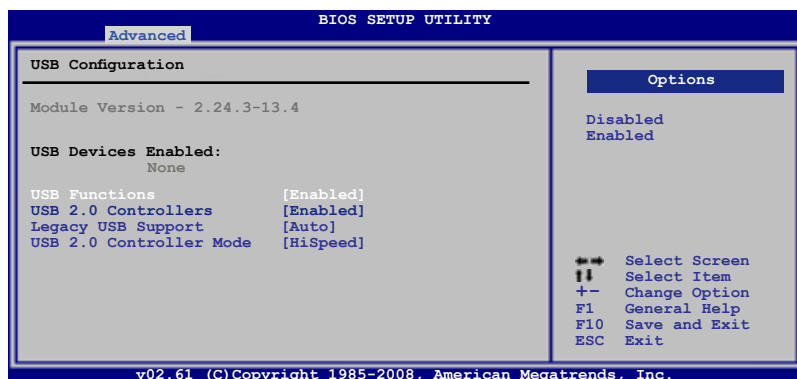 BIOS SETUP UTILITY
Advanced
USB Configuration
Module Version - 2.24.3-13.4
USB Devices Enabled:
None
USB Functions [Enabled]
USB 2.0 Controllers [Enabled]
Legacy USB Support [Auto]
USB 2.0 Controller Mode [HiSpeed]
Options
Disabled
Enabled
←→ Select Screen
↑↓ Select Item
+- Change Option
F1 General Help
F10 Save and Exit
ESC Exit
v02.61 (C)Copyright 1985-2008, American Megatrends, Inc.